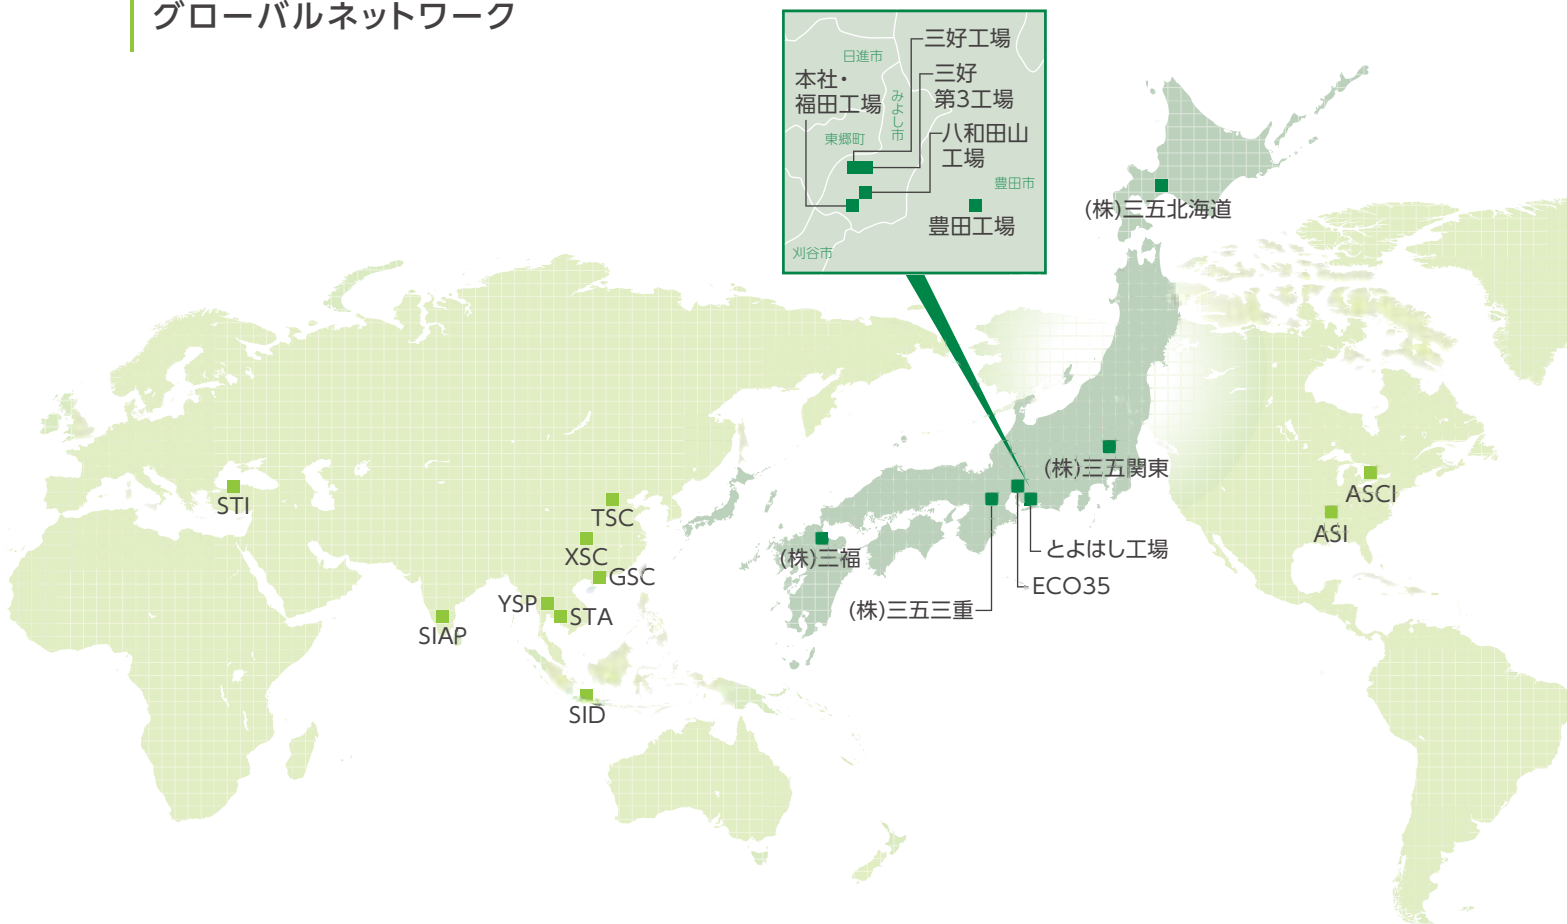 グローバルネットワーク
三好工場
日進市
三好
第3工場
本社・
福田工場
みよし市
東郷町
八和田山
工場
豊田市
豊田工場
刈谷市
(株)三五北海道
(株)三五関東
STI
TSC
ASCI
ASI
XSC
(株)三福
とよはし工場
GSC
ECO35
YSP
STA
(株)三五三重
SIAP
SID